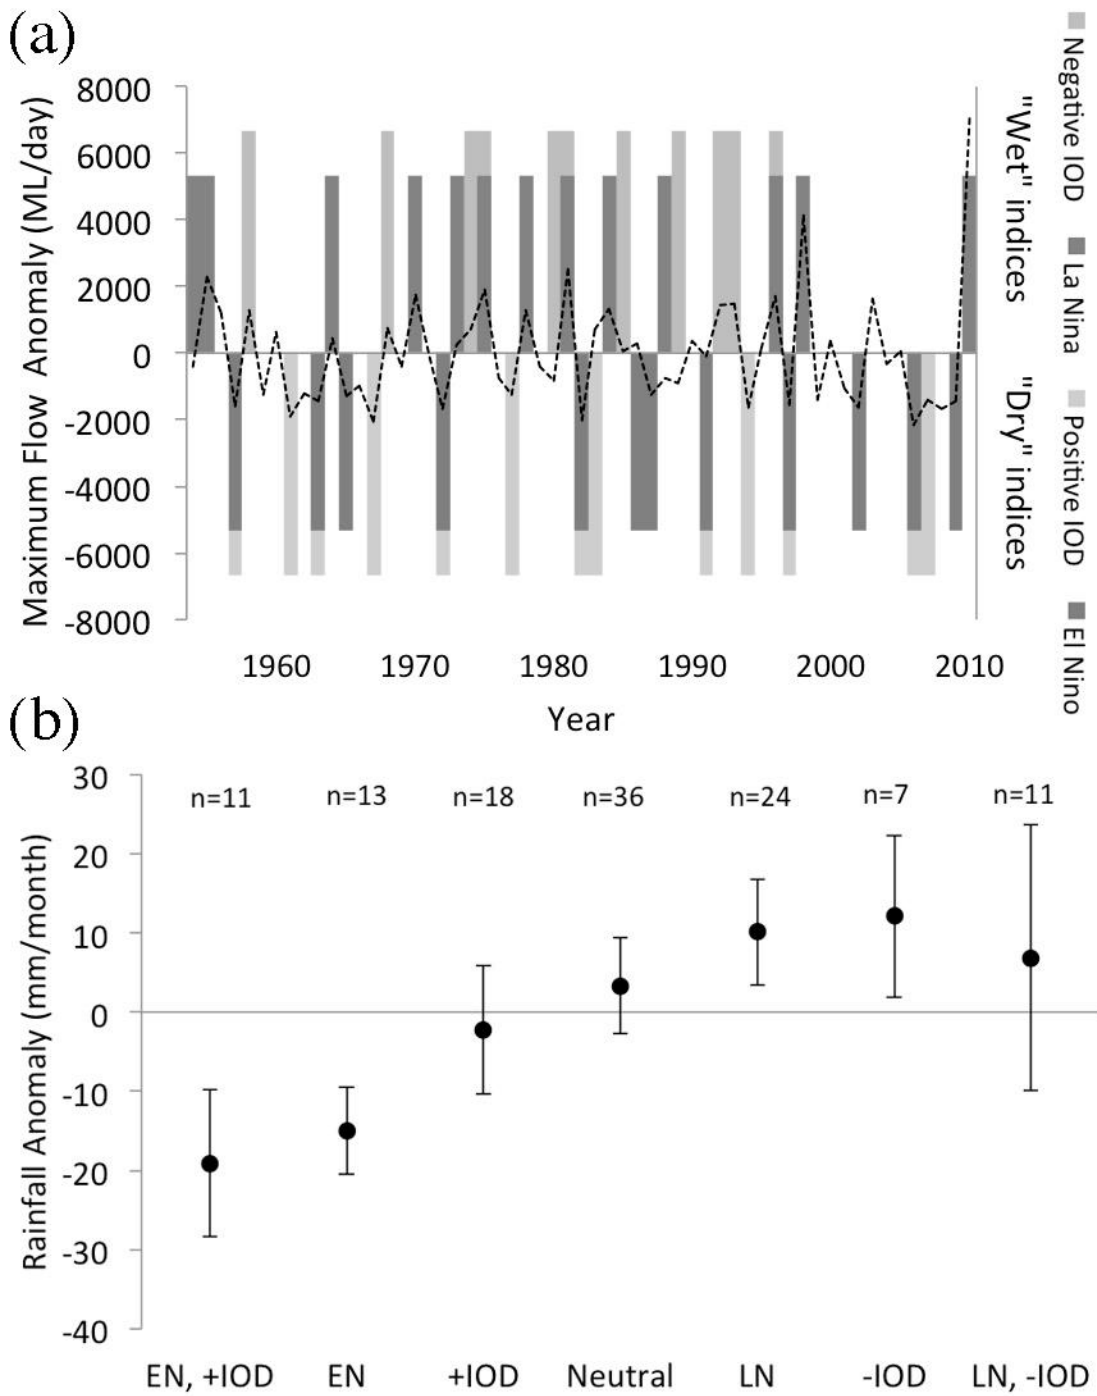 (a)
Maximum Flow Anomaly (ML/day)
8000
6000
4000
2000
0
-2000
-4000
-6000
-8000
1960 1970 1980 1990 2000 2010
Year
"Wet" indices
"Dry" indices
Negative IOD
La Nina
Positive IOD
El Nino
(b)
Rainfall Anomaly (mm/month)
30
20
10
0
-10
-20
-30
-40
n=11 n=13 n=18 n=36 n=24 n=7 n=11
EN, +IOD EN +IOD Neutral LN -IOD LN, -IOD